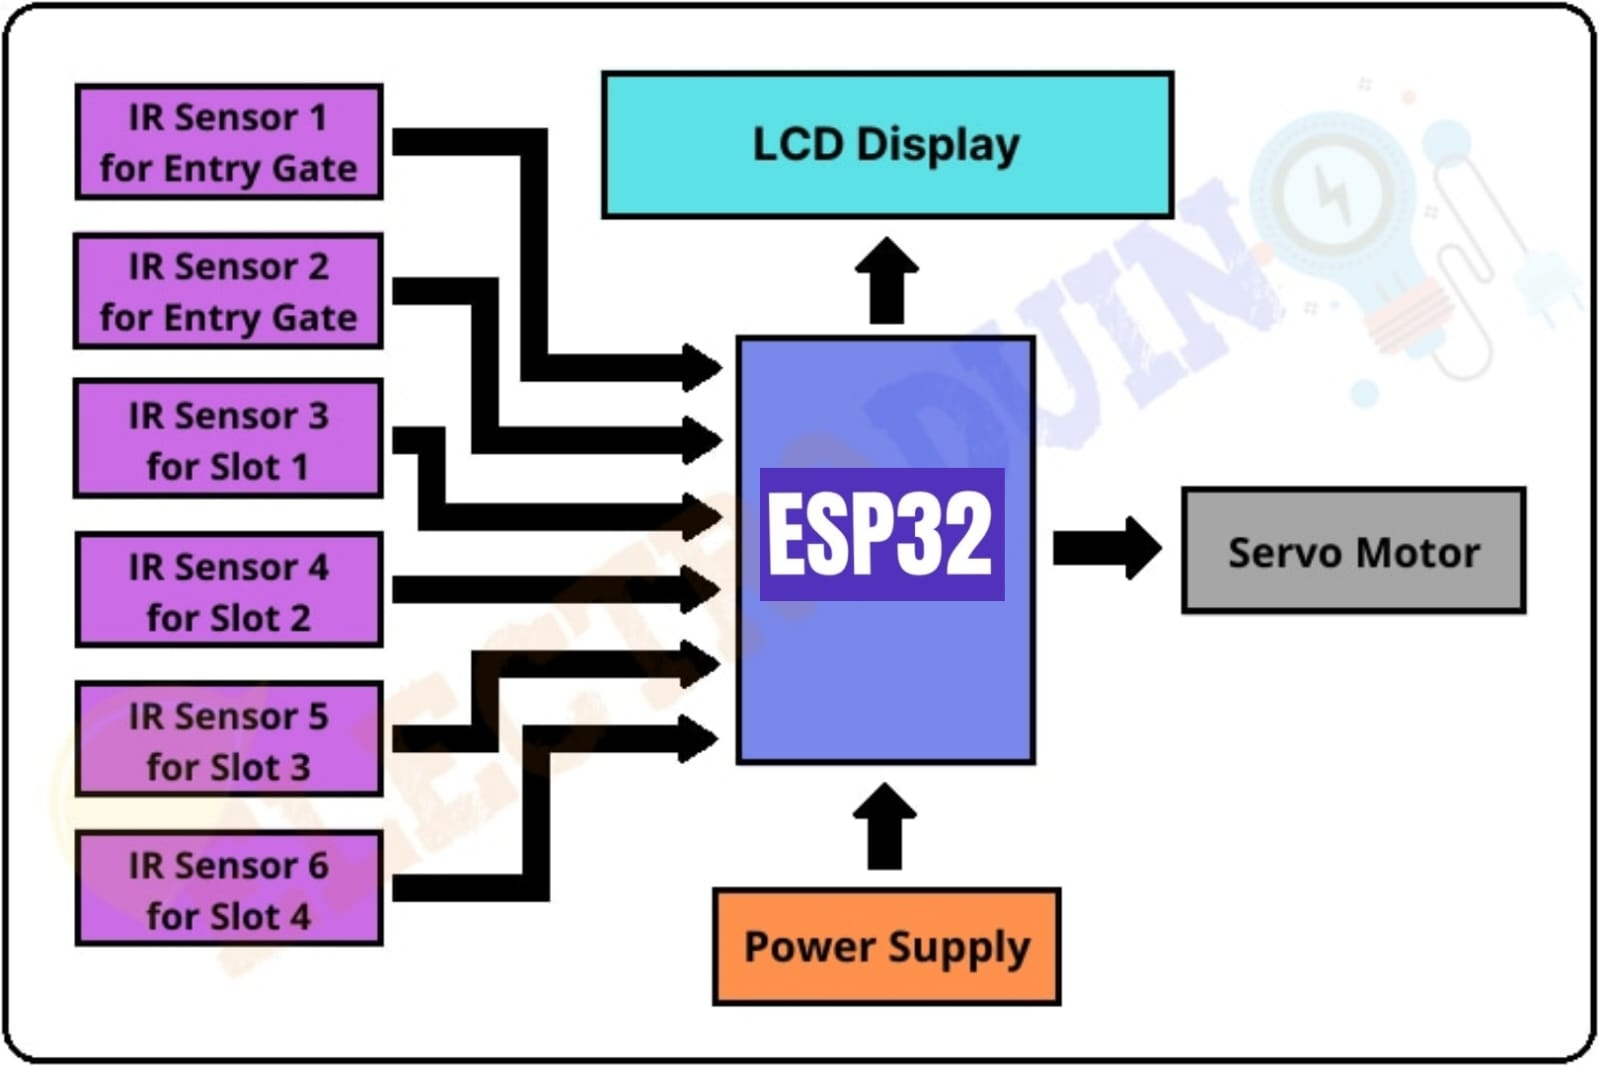 IR Sensor 1
for Entry Gate
IR Sensor 2
for Entry Gate
IR Sensor 3
for Slot 1
IR Sensor 4
for Slot 2
IR Sensor 5
for Slot 3
IR Sensor 6
for Slot 4
LCD Display
ESP32
Servo Motor
Power Supply
ELECTRADUINO